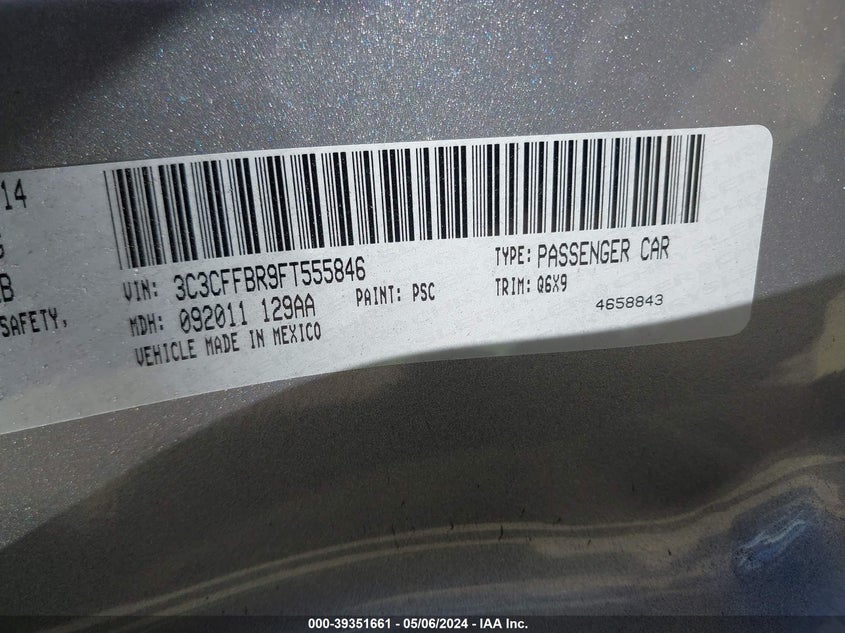 14
VIN: 3C3CFFBR9FT555846
TYPE: PASSENGER CAR
SAFETY,
MDH: 092011 129AA
PAINT: PSC
TRIM: Q6X9
VEHICLE MADE IN MEXICO
4658843
000-39351661 - 05/06/2024 - IAA Inc.